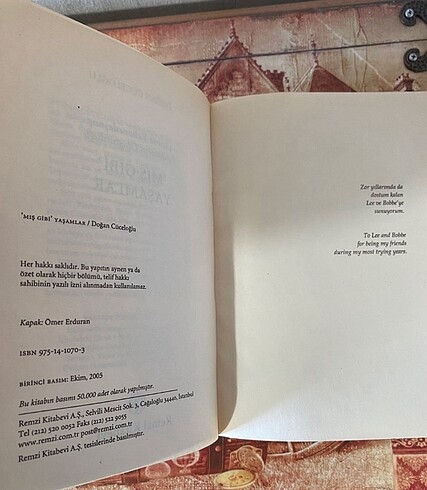 'MIŞ GİBİ' YAŞAMLAR / Doğan Cüceloğlu
Her hakkı saklıdır. Bu yapıtın aynen ya da
özet olarak hiçbir bölümü, telif hakkı
sahibinin yazılı izni alınmadan kullanılamaz.
Kapak: Ömer Erduran
ISBN 975-14-1070-3
BİRİNCİ BASIM: Ekim, 2005
Bu kitabın basımı 50.000 adet olarak yapılmıştır.
Remzi Kitabevi A.Ş., Selvili Mescit Sok. 3, Cağaloğlu 34440, İstanbul
Tel (212) 520 0052 Faks (212) 522 9055
www.remzi.com.tr post@remzi.com.tr
Remzi Kitabevi A.Ş. tesislerinde basılmıştır.
Zor yıllarımda da
dostum kalan
Lee ve Bobbe'ye
sunuyorum.
To Lee and Bobbe
for being my friends
during my most trying years.